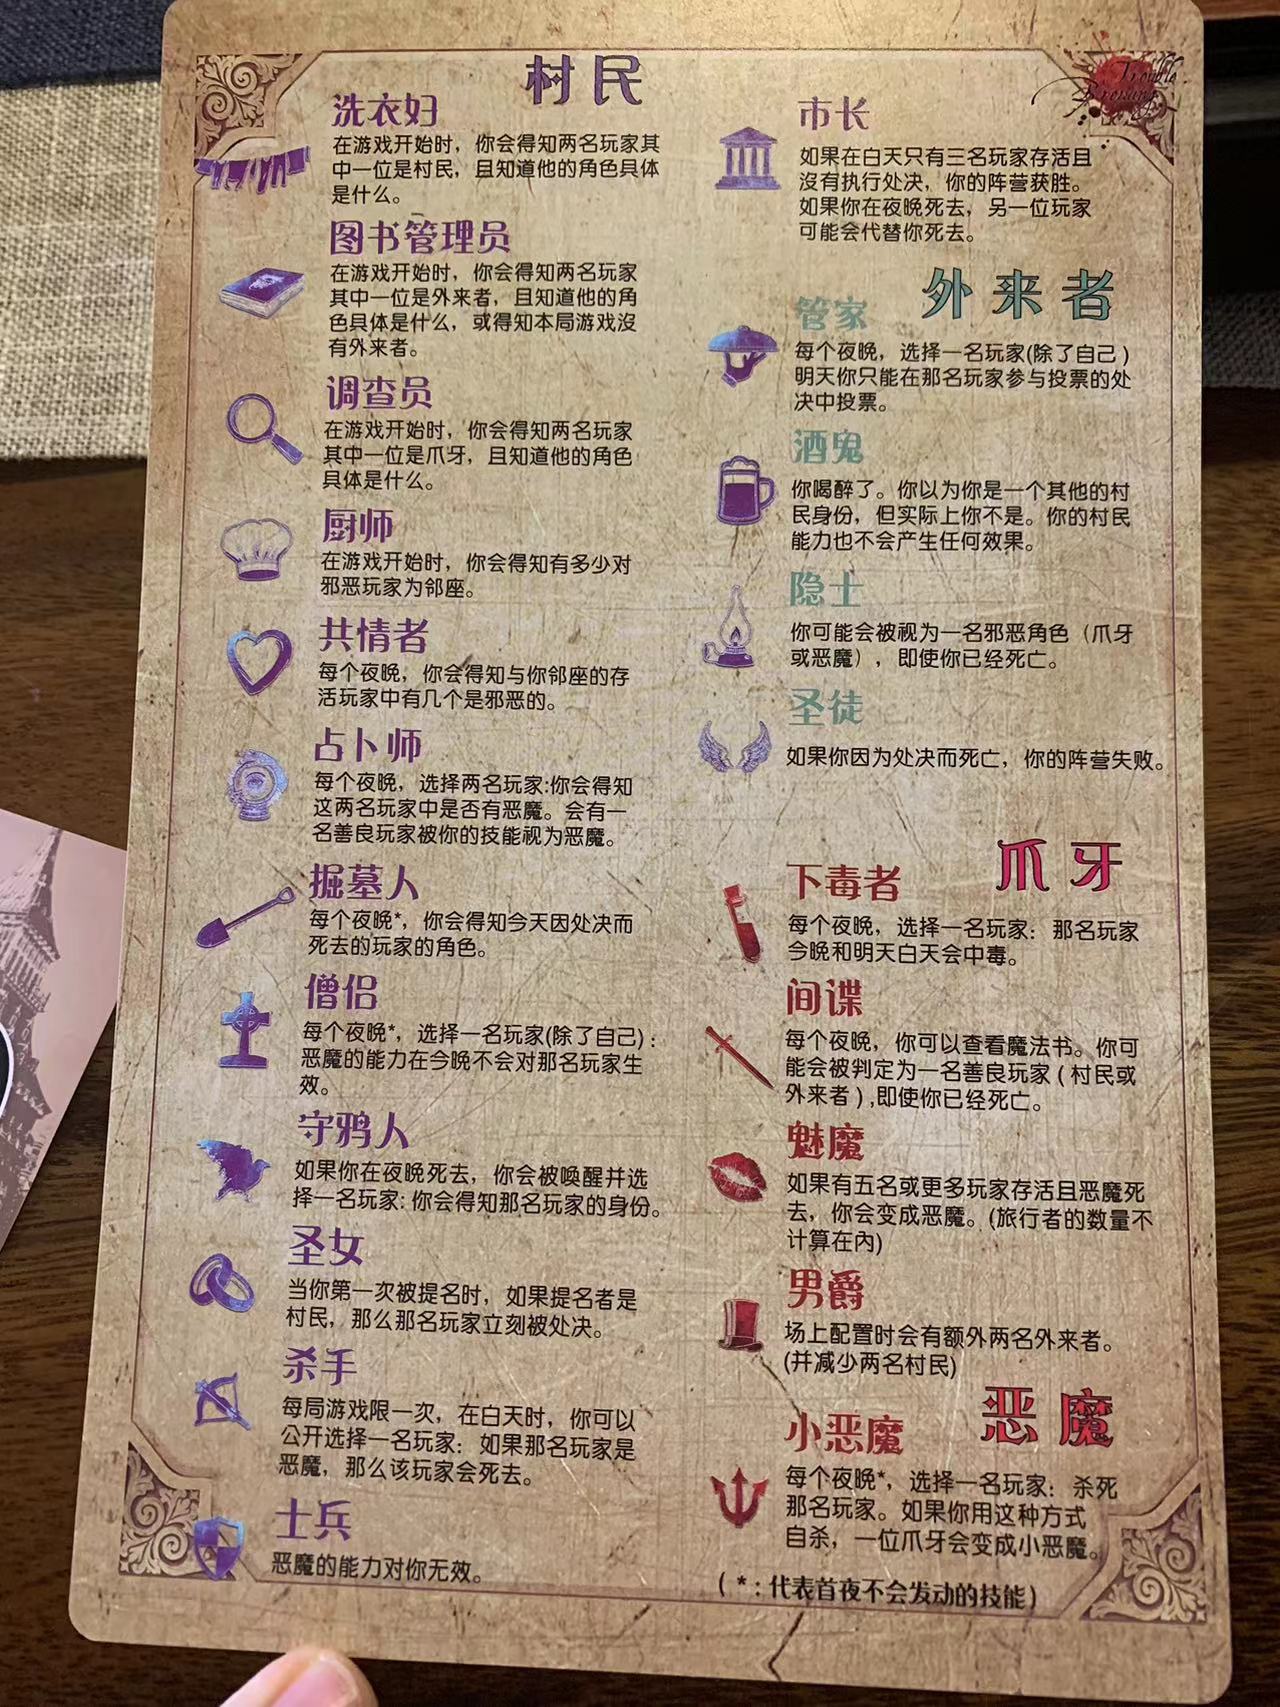 村民
洗衣妇
在游戏开始时，你会得知两名玩家其
中一位是村民，且知道他的角色具体
是什么。
图书管理员
在游戏开始时，你会得知两名玩家
其中一位是外来者，且知道他的角
色具体是什么，或得知本局游戏沒
有外来者。
调查员
在游戏开始时，你会得知两名玩家
其中一位是爪牙，且知道他的角色
具体是什么。
厨师
在游戏开始时，你会得知有多少对
邪恶玩家为邻座。
共情者
每个夜晚，你会得知与你邻座的存
活玩家中有几个是邪恶的。
占卜师
每个夜晚，选择两名玩家:你会得知
这两名玩家中是否有恶魔。会有一
名善良玩家被你的技能视为恶魔。
掘墓人
每个夜晚*，你会得知今天因处决而
死去的玩家的角色。
僧侣
每个夜晚*，选择一名玩家(除了自己)：
恶魔的能力在今晚不会对那名玩家生
效。
守鸦人
如果你在夜晚死去，你会被唤醒并选
择一名玩家: 你会得知那名玩家的身份。
圣女
当你第一次被提名时，如果提名者是
村民，那么那名玩家立刻被处决。
杀手
每局游戏限一次，在白天时，你可以
公开选择一名玩家：如果那名玩家是
恶魔，那么该玩家会死去。
士兵
恶魔的能力对你无效。
Trouble
Brewing
市长
如果在白天只有三名玩家存活且
沒有执行处决，你的阵营获胜。
如果你在夜晚死去，另一位玩家
可能会代替你死去。
外来者
管家
每个夜晚，选择一名玩家(除了自己)
明天你只能在那名玩家参与投票的处
决中投票。
酒鬼
你喝醉了。你以为你是一个其他的村
民身份，但实际上你不是。你的村民
能力也不会产生任何效果。
隐士
你可能会被视为一名邪恶角色（爪牙
或恶魔），即使你已经死亡。
圣徒
如果你因为处决而死亡，你的阵营失败。
爪牙
下毒者
每个夜晚，选择一名玩家：那名玩家
今晚和明天白天会中毒。
间谍
每个夜晚，你可以查看魔法书。你可
能会被判定为一名善良玩家 ( 村民或
外来者 ) ,即使你已经死亡。
魅魔
如果有五名或更多玩家存活且恶魔死
去，你会变成恶魔。(旅行者的数量不
计算在內)
男爵
场上配置时会有额外两名外来者。
(并减少两名村民)
恶魔
小恶魔
每个夜晚*，选择一名玩家：杀死
那名玩家。如果你用这种方式
自杀，一位爪牙会变成小恶魔。
( * : 代表首夜不会发动的技能 )